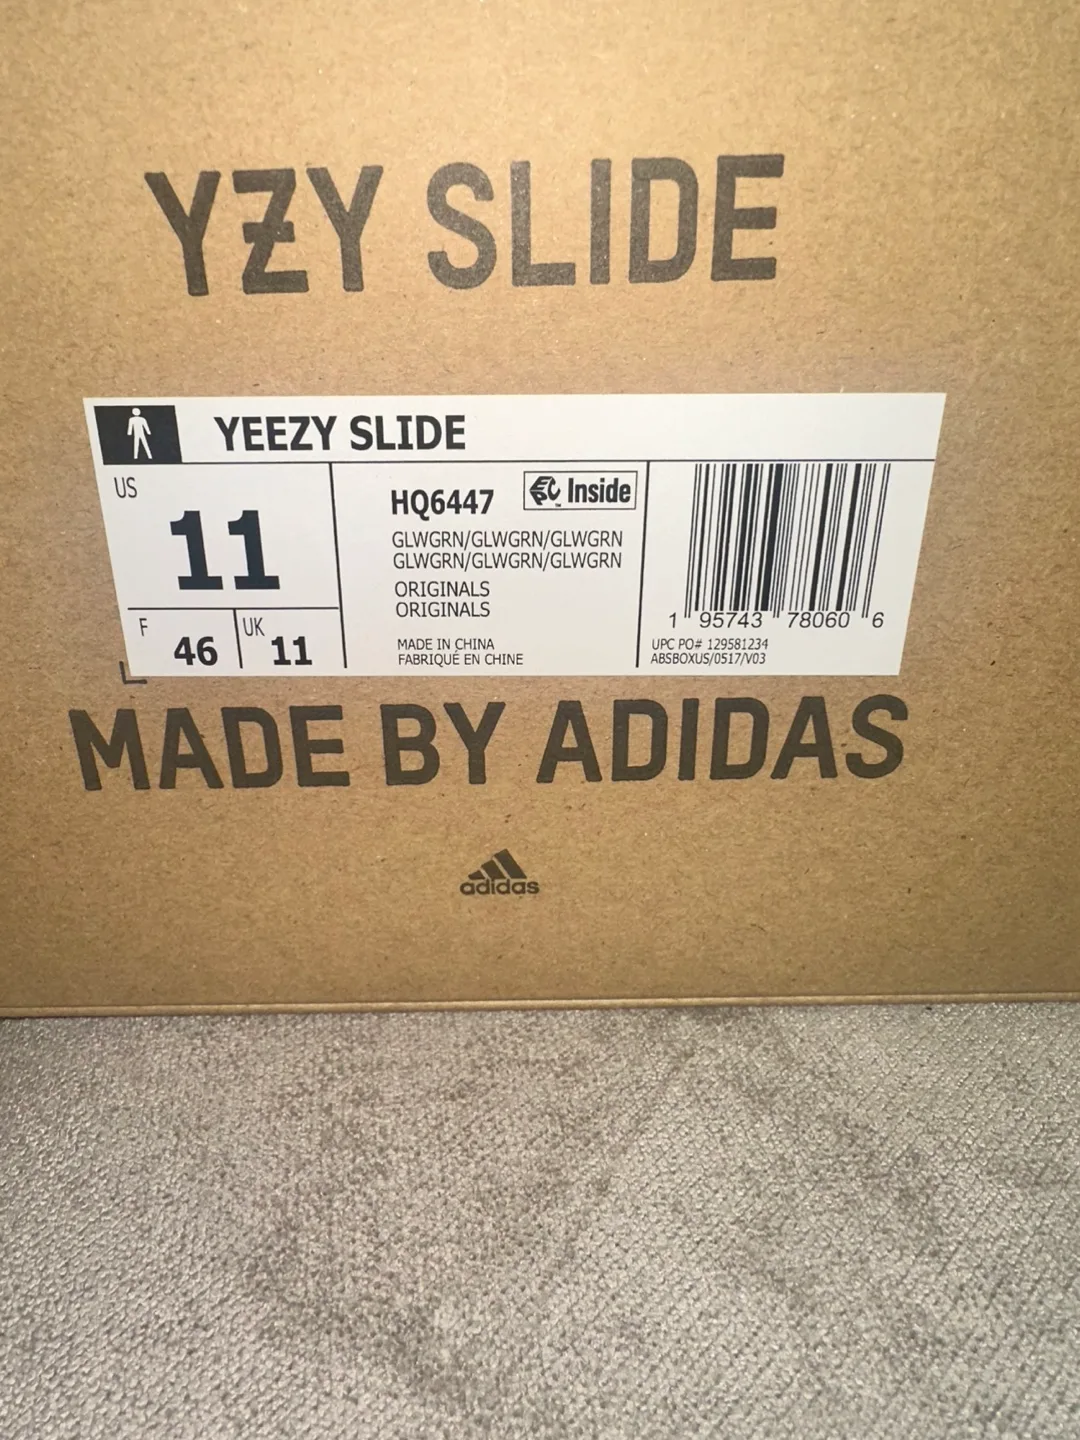 YZY SLIDE
YEEZY SLIDE
US
11
F 46
UK 11
HQ6447
Inside
™
GLWGRN/GLWGRN/GLWGRN
GLWGRN/GLWGRN/GLWGRN
ORIGINALS
ORIGINALS
MADE IN CHINA
FABRIQUÉ EN CHINE
1 95743 78060 6
UPC PO# 129581234
ABSBOXUS/0517/V03
MADE BY ADIDAS
adidas